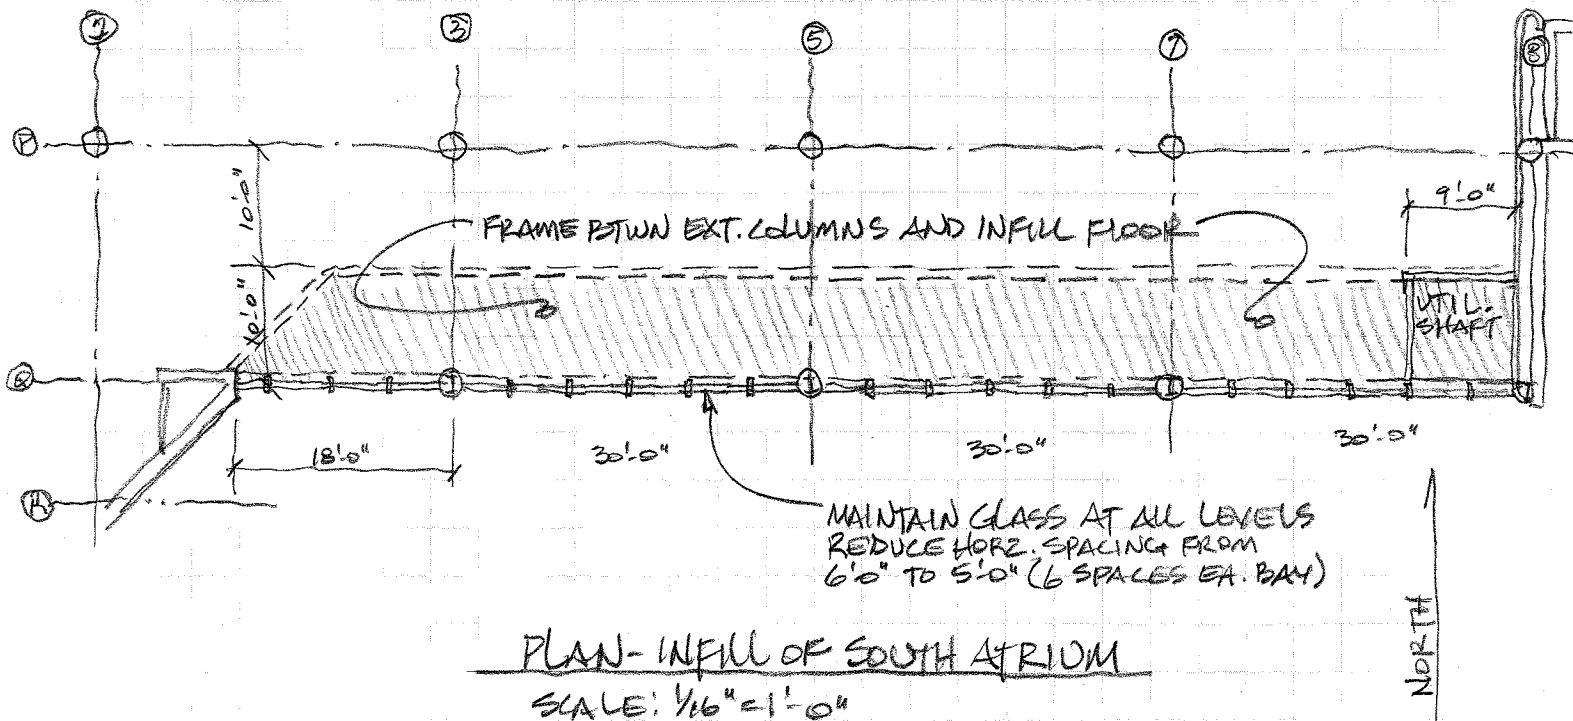 2 3 5 7 8
P
10'-0"
9'-0"
FRAME BTWN EXT. COLUMNS AND INFILL FLOOR
10'-0"
UTIL.
SHAFT
Q
18'-0" 30'-0" 30'-0" 30'-0"
R
MAINTAIN GLASS AT ALL LEVELS
REDUCE HORZ. SPACING FROM
6'-0" TO 5'-0" (6 SPACES EA. BAY)
NORTH
PLAN- INFILL OF SOUTH ATRIUM
SCALE: 1/16" = 1'-0"